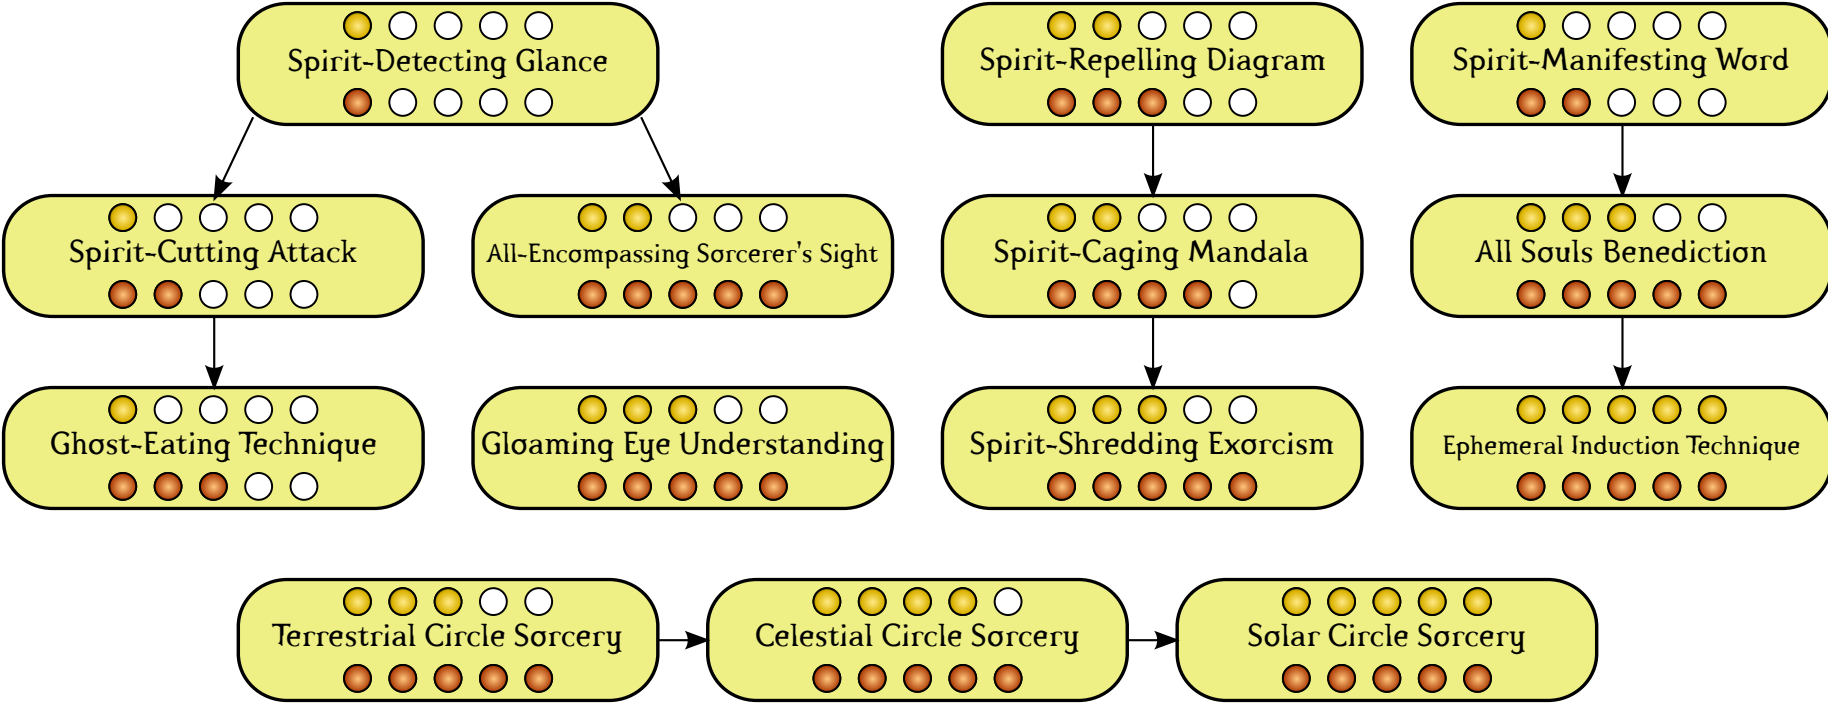 Spirit-Detecting Glance
Spirit-Repelling Diagram
Spirit-Manifesting Word
Spirit-Cutting Attack
All-Encompassing Sorcerer's Sight
Spirit-Caging Mandala
All Souls Benediction
Ghost-Eating Technique
Gloaming Eye Understanding
Spirit-Shredding Exorcism
Ephemeral Induction Technique
Terrestrial Circle Sorcery
Celestial Circle Sorcery
Solar Circle Sorcery